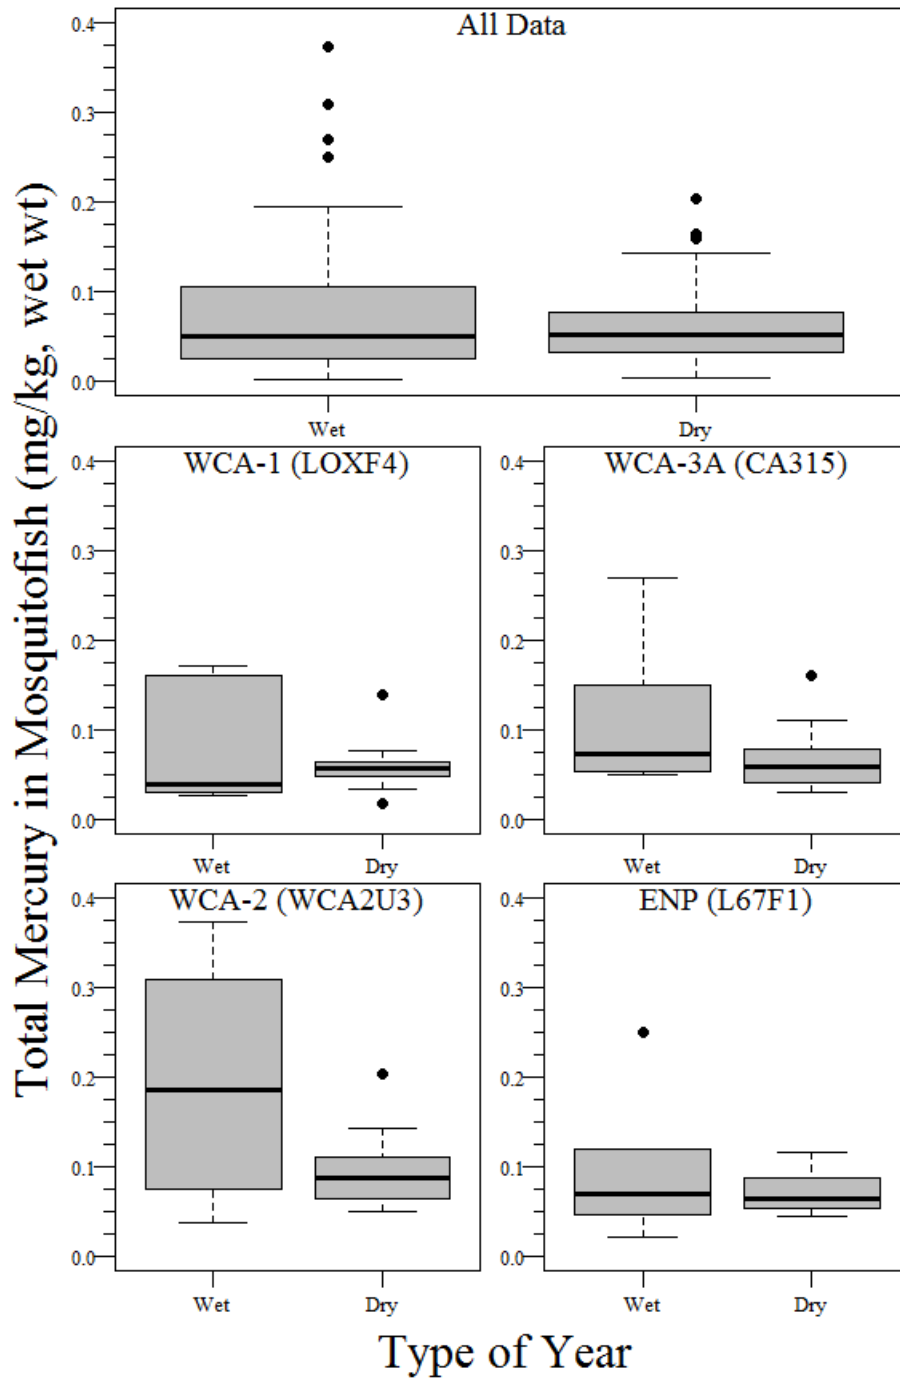 Total Mercury in Mosquitofish (mg/kg, wet wt)
All Data
0.4
0.3
0.2
0.1
0.0
Wet Dry
WCA-1 (LOXF4)
0.4
0.3
0.2
0.1
0.0
Wet Dry
WCA-3A (CA315)
0.4
0.3
0.2
0.1
0.0
Wet Dry
WCA-2 (WCA2U3)
0.4
0.3
0.2
0.1
0.0
Wet Dry
ENP (L67F1)
0.4
0.3
0.2
0.1
0.0
Wet Dry
Type of Year